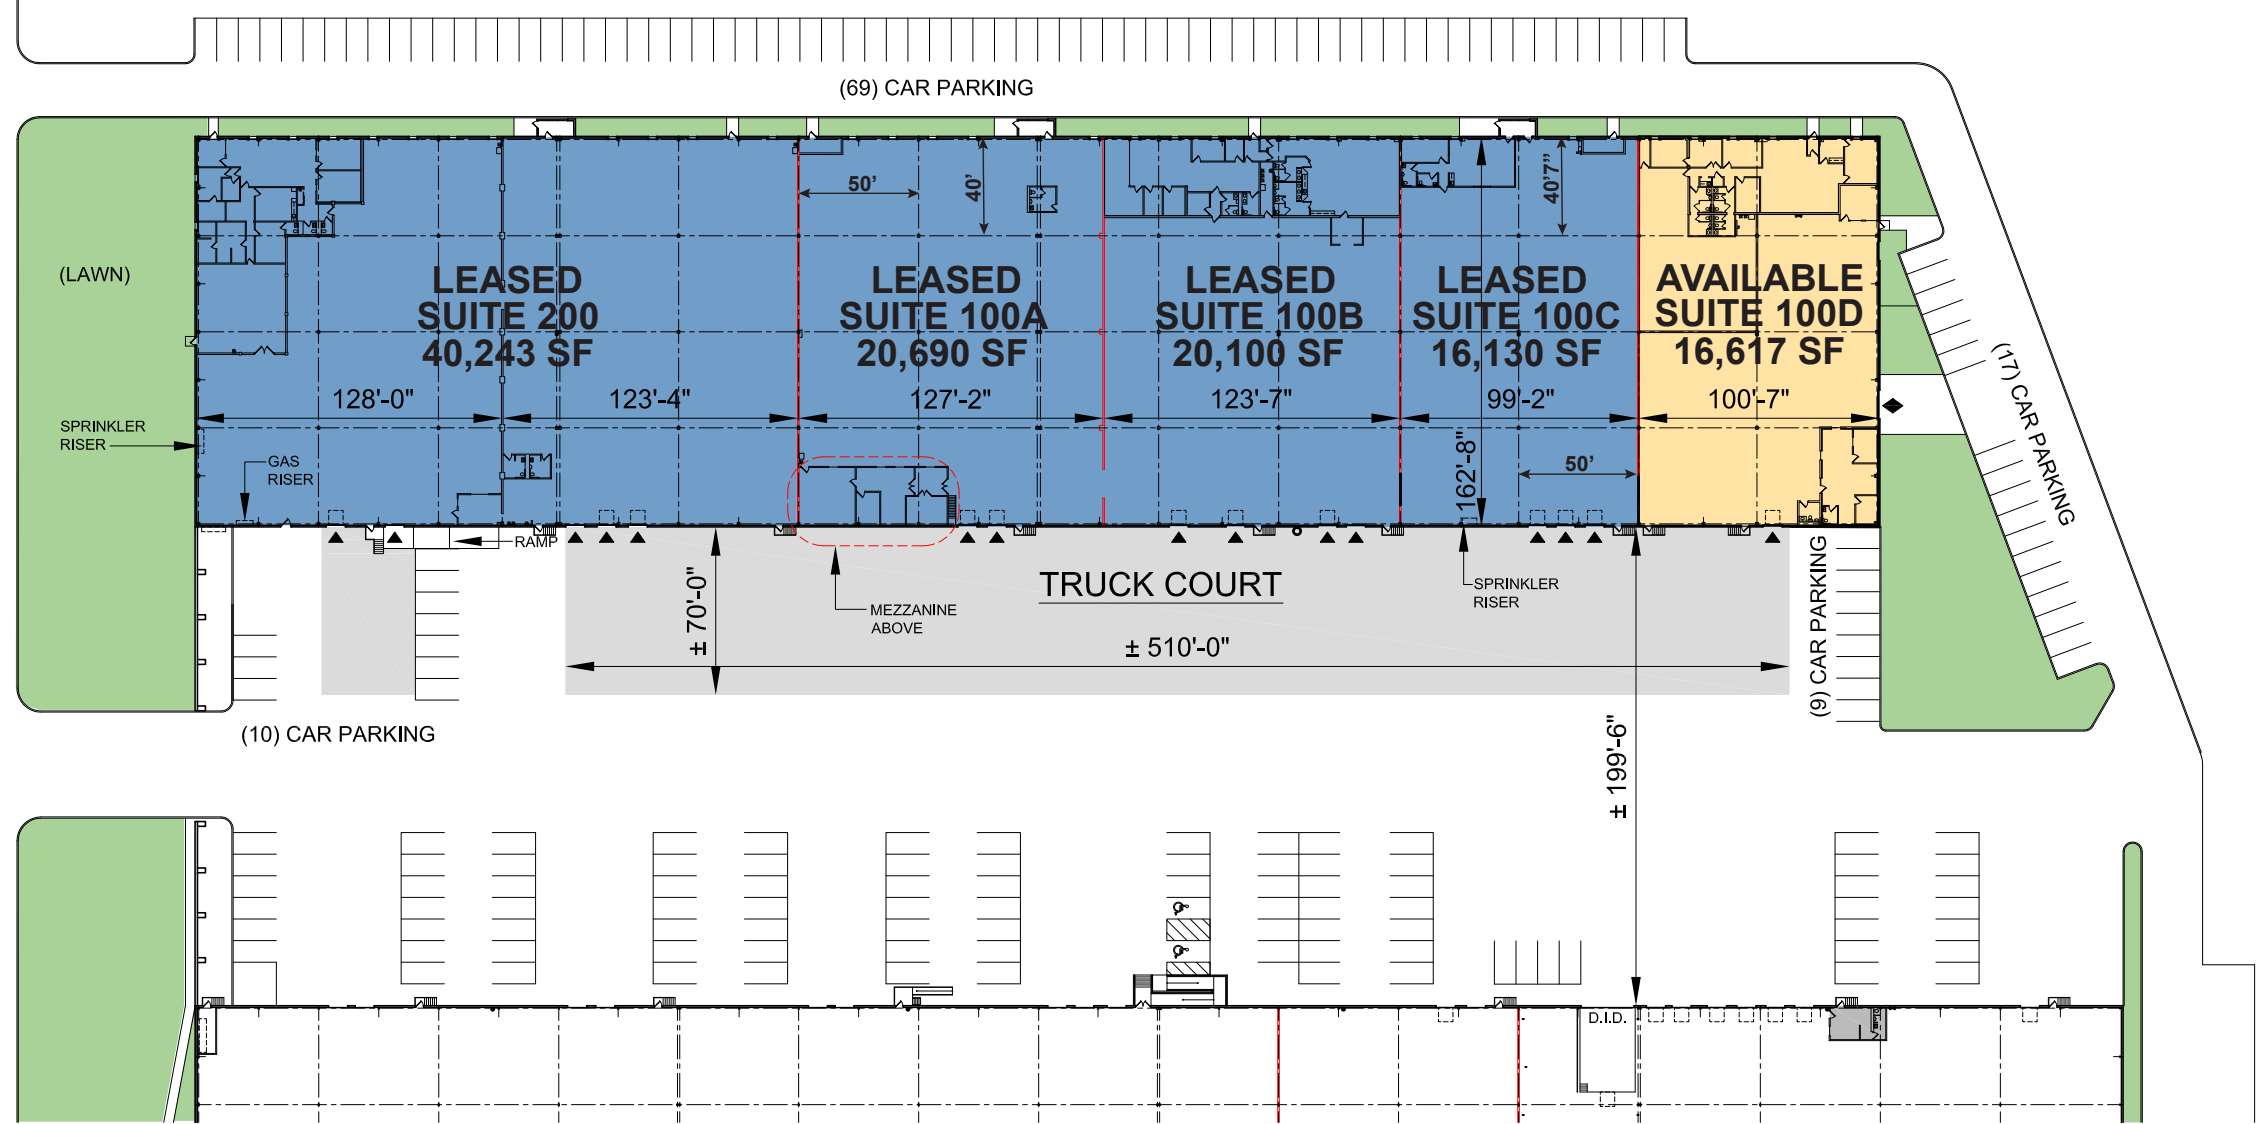 (69) CAR PARKING
50'
40'
40'7"
(LAWN)
LEASED
SUITE 200
40,243 SF
LEASED
SUITE 100A
20,690 SF
LEASED
SUITE 100B
20,100 SF
LEASED
SUITE 100C
16,130 SF
AVAILABLE
SUITE 100D
16,617 SF
(17) CAR PARKING
128'-0"
123'-4"
127'-2"
123'-7"
99'-2"
100'-7"
SPRINKLER
RISER
GAS
RISER
162'-8"
50'
RAMP
TRUCK COURT
± 70'-0"
MEZZANINE
ABOVE
SPRINKLER
RISER
± 510'-0"
(9) CAR PARKING
(10) CAR PARKING
± 199'-6"
D.I.D.